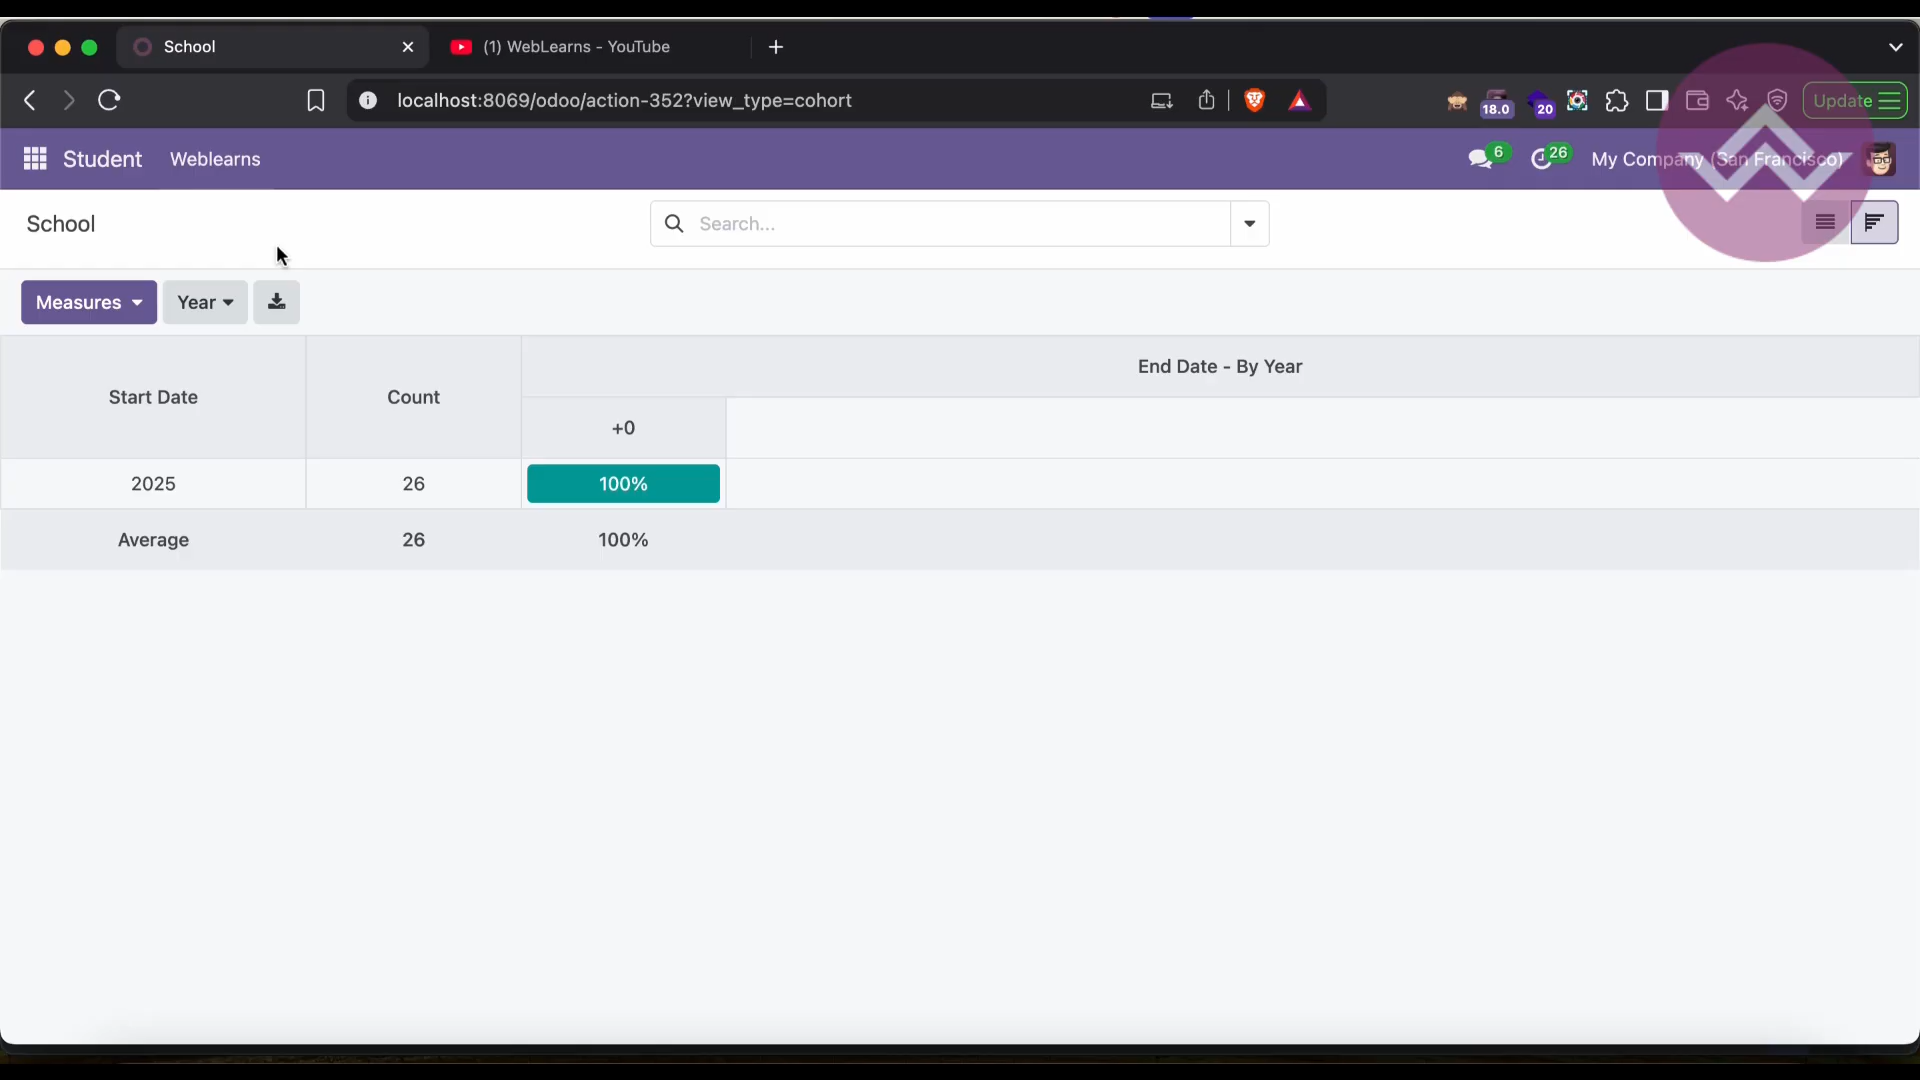 School
(1) WebLearns - YouTube
localhost:8069/odoo/action-352?view_type=cohort
18.0
20
Update
Student
Weblearns
6
26
My Company (San Francisco)
School
Search...
Measures
Year
Start Date
Count
End Date - By Year
+0
2025
26
100%
Average
26
100%